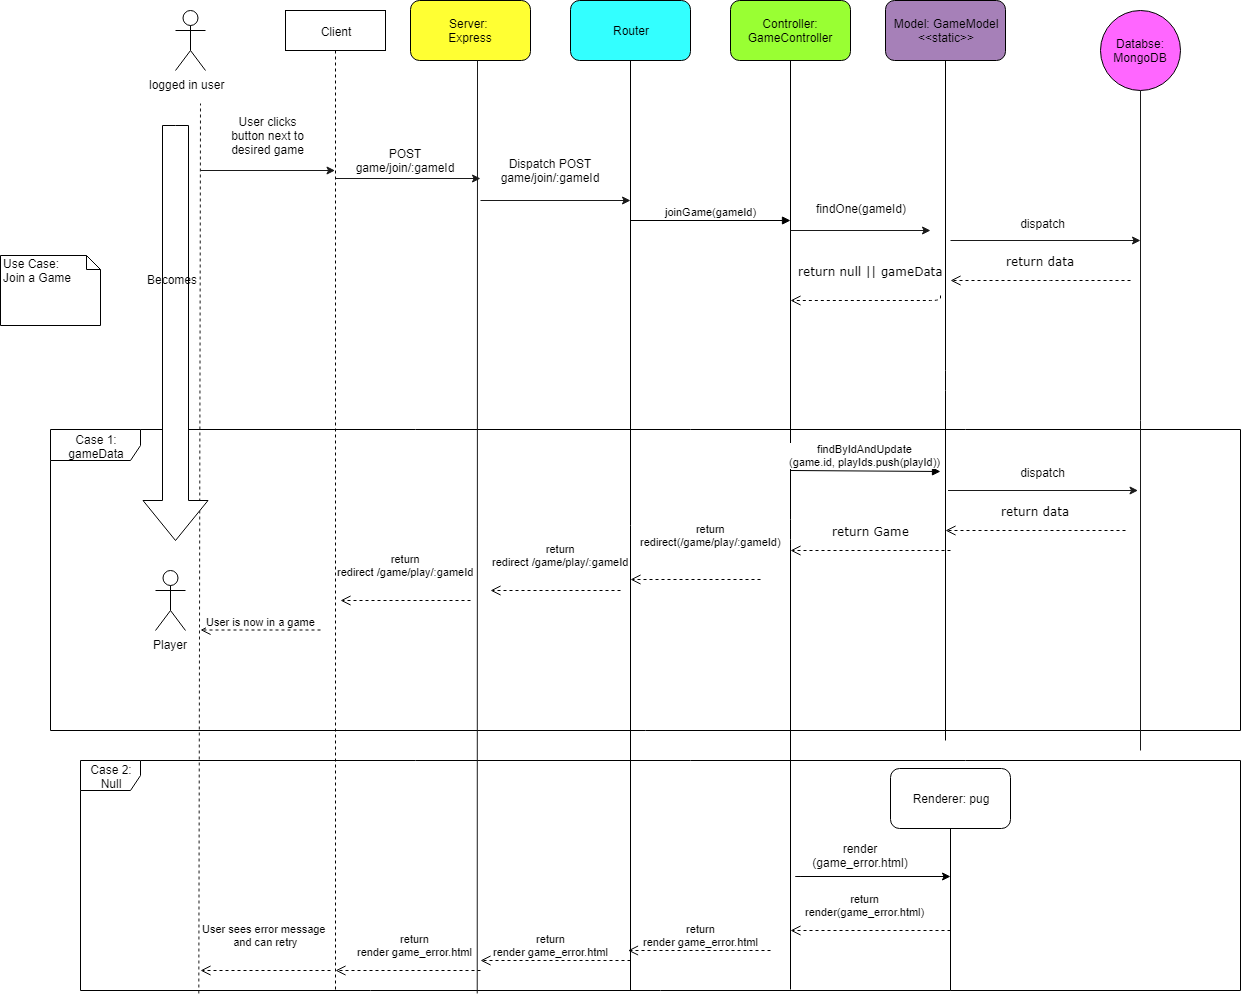 logged in user
Client
Server:
Express
Router
Controller:
GameController
Model: GameModel
<<static>>
Databse:
MongoDB
User clicks
button next to
desired game
POST
game/join/:gameId
Dispatch POST
game/join/:gameId
joinGame(gameId)
findOne(gameId)
dispatch
return data
return null || gameData
Use Case:
Join a Game
Becomes
Case 1:
gameData
findByIdAndUpdate
(game.id, playIds.push(playId))
dispatch
return data
return Game
return
redirect(/game/play/:gameId)
return
redirect /game/play/:gameId
return
redirect /game/play/:gameId
User is now in a game
Player
Case 2:
Null
Renderer: pug
render
(game_error.html)
return
render(game_error.html)
return
render game_error.html
return
render game_error.html
return
render game_error.html
User sees error message
and can retry